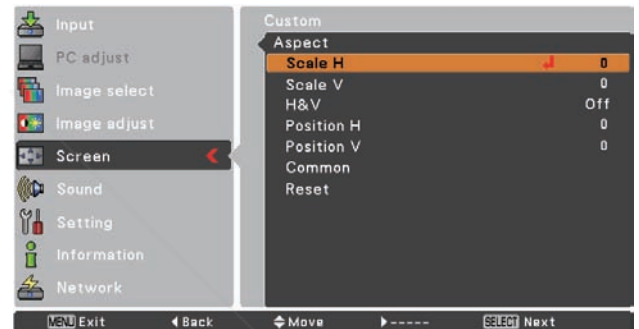 Input
PC adjust
Image select
Image adjust
Screen
Sound
Setting
Information
Network
Custom
Aspect
Scale H 0
Scale V 0
H&V Off
Position H 0
Position V 0
Common
Reset
MENU Exit Back Move ----- SELECT Next